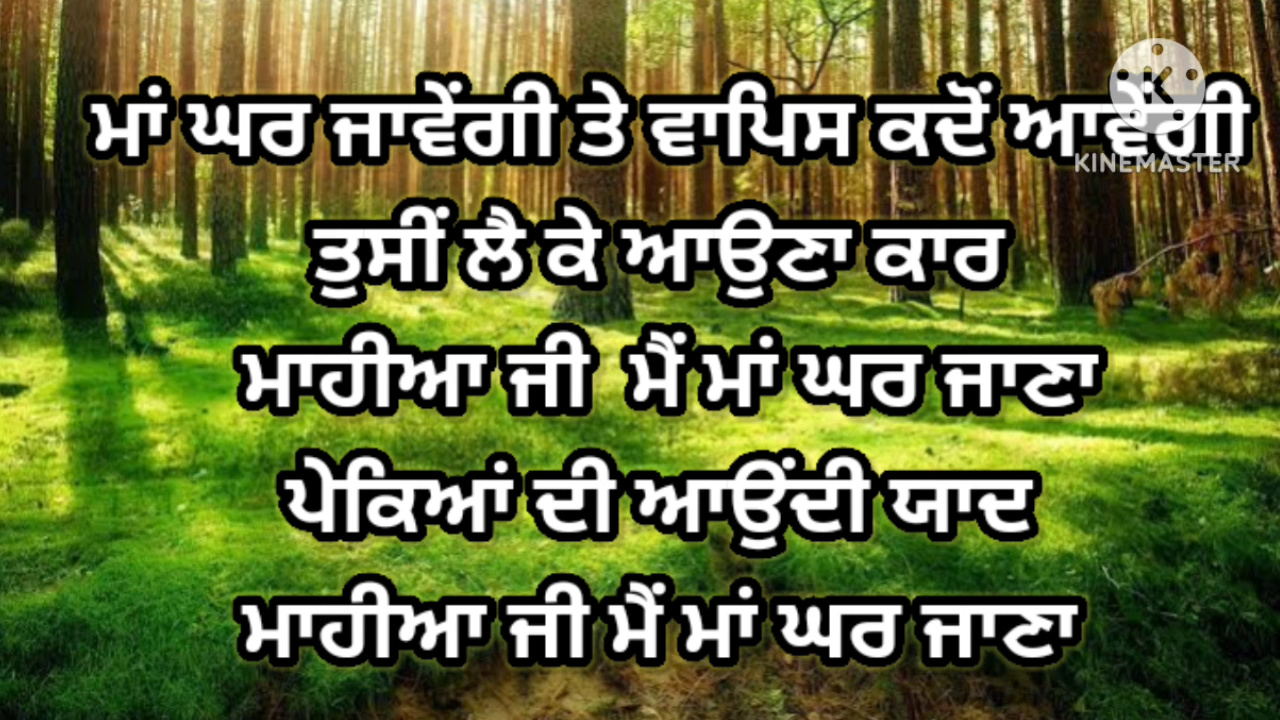 ਮਾਂ ਘਰ ਜਾਵੇਂਗੀ ਤੇ ਵਾਪਿਸ ਕਦੋਂ ਆਵੇਂਗੀ
KINEMASTER
ਤੁਸੀਂ ਲੈ ਕੇ ਆਉਣਾ ਕਾਰ
ਮਾਹੀਆ ਜੀ ਮੈਂ ਮਾਂ ਘਰ ਜਾਣਾ
ਪੇਕਿਆਂ ਦੀ ਆਉਂਦੀ ਯਾਦ
ਮਾਹੀਆ ਜੀ ਮੈਂ ਮਾਂ ਘਰ ਜਾਣਾ